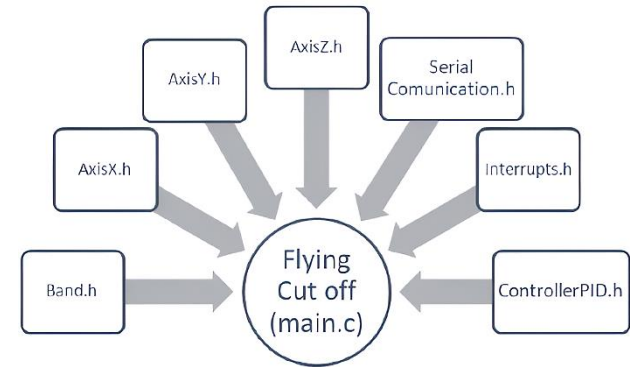 AxisZ.h
AxisY.h
Serial
Comunication.h
AxisX.h
Interrupts.h
Flying
Cut off
(main.c)
Band.h
ControllerPID.h